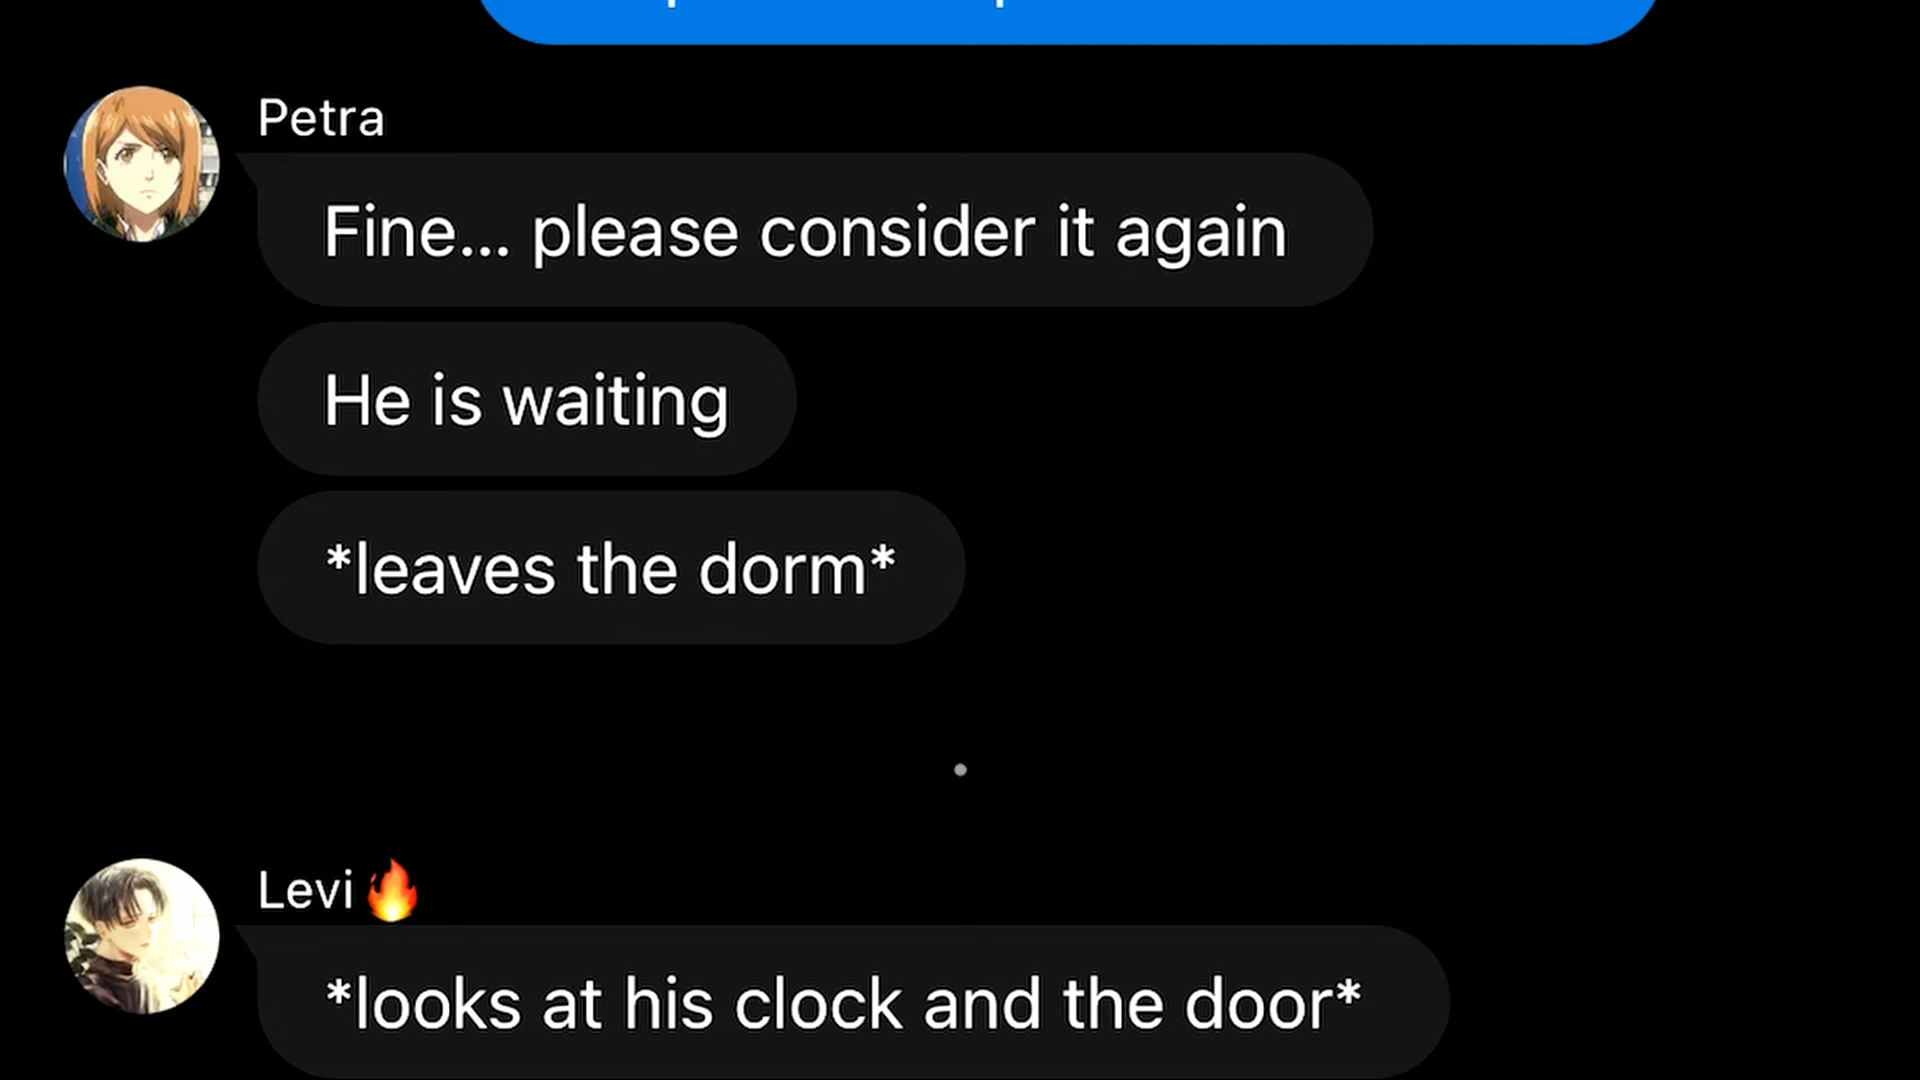 Petra
Fine... please consider it again
He is waiting
*leaves the dorm*
Levi🔥
*looks at his clock and the door*